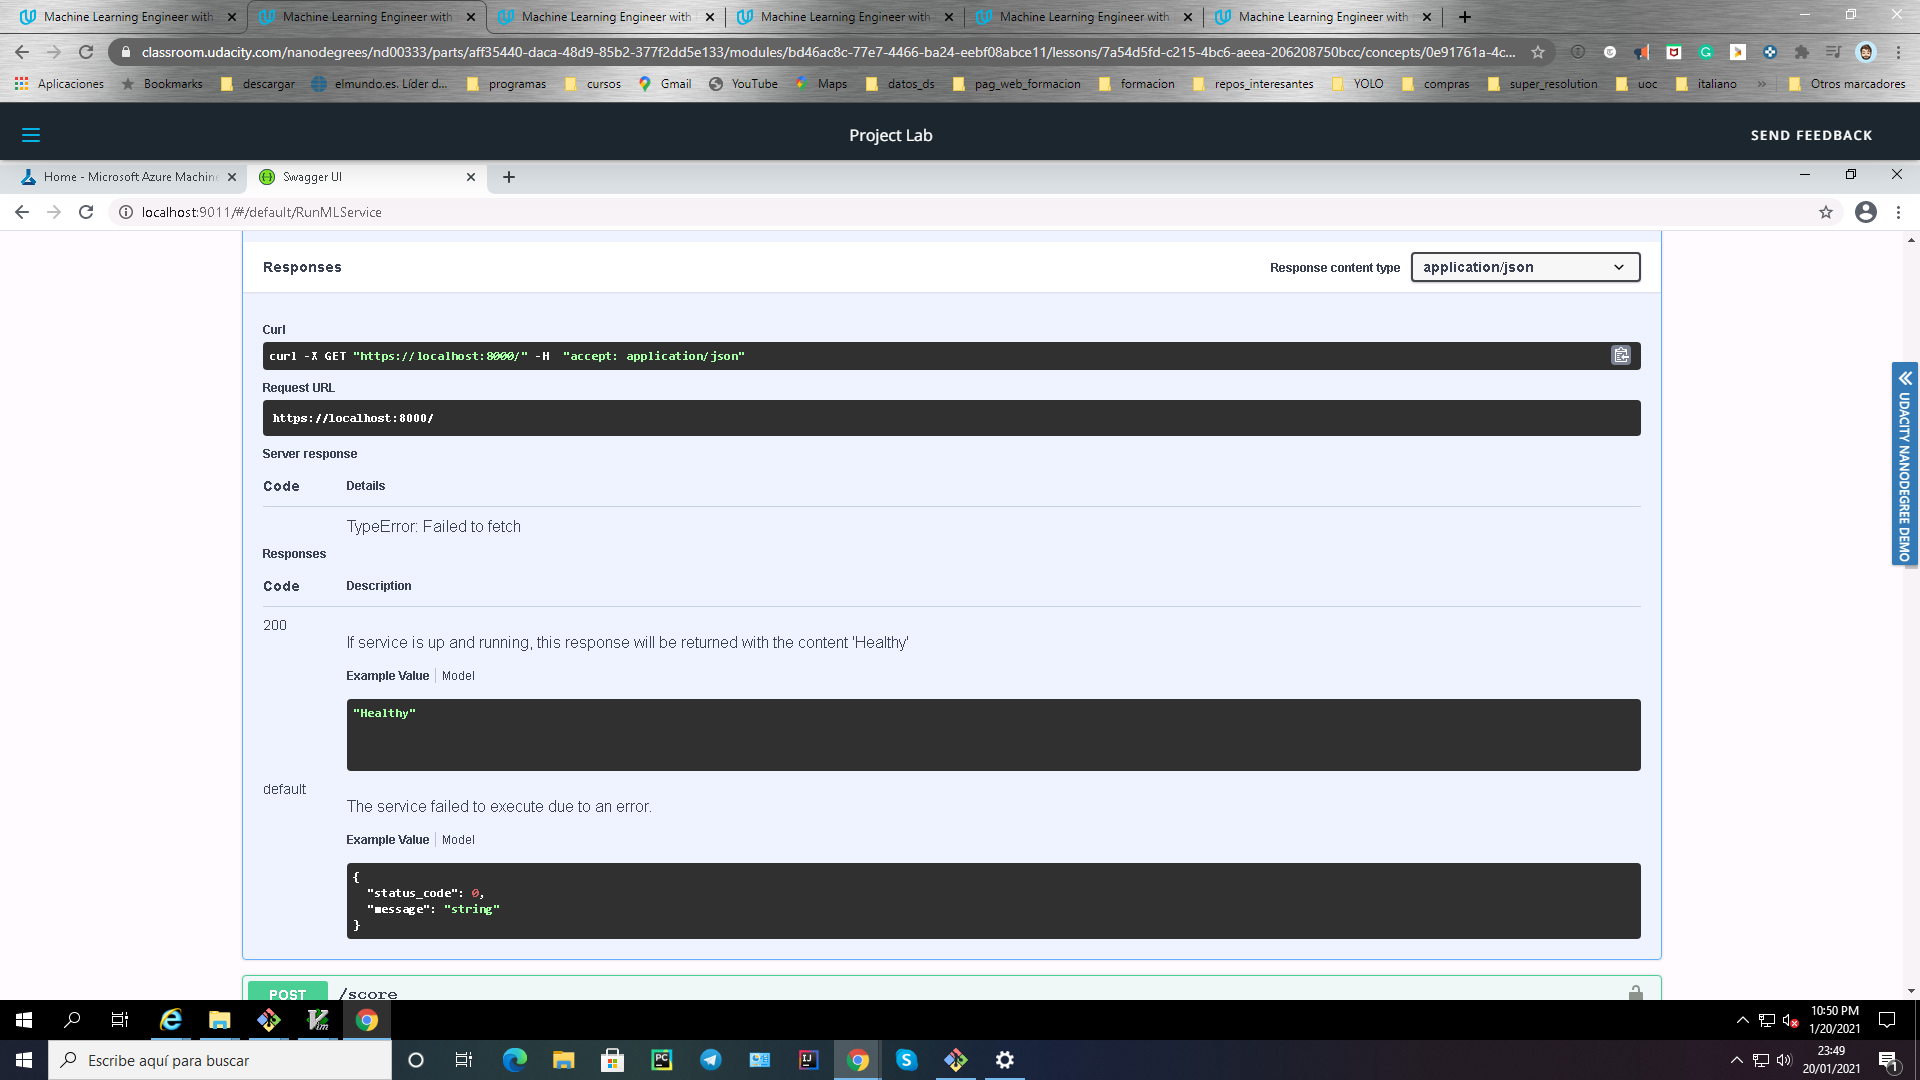 Machine Learning Engineer with
Machine Learning Engineer with
Machine Learning Engineer with
Machine Learning Engineer with
Machine Learning Engineer with
Machine Learning Engineer with
classroom.udacity.com/nanodegrees/nd00333/parts/aff35440-daca-48d9-85b2-377f2dd5e133/modules/bd46ac8c-77e7-4466-ba24-eebf08abce11/lessons/7a54d5fd-c215-4bc6-aeea-206208750bcc/concepts/0e91761a-4c...
Aplicaciones
Bookmarks
descargar
elmundo.es. Líder d...
programas
cursos
Gmail
YouTube
Maps
datos_ds
pag_web_formacion
formacion
repos_interesantes
YOLO
compras
super_resolution
uoc
italiano
»
Otros marcadores
Project Lab
SEND FEEDBACK
Home - Microsoft Azure Machin
Swagger UI
localhost:9011/#/default/RunMLService
Responses
Response content type
application/json
Curl
curl -X GET "https://localhost:8000/" -H  "accept: application/json"
Request URL
https://localhost:8000/
Server response
Code
Details
TypeError: Failed to fetch
Responses
Code
Description
200
If service is up and running, this response will be returned with the content 'Healthy'
Example Value
Model
"Healthy"
default
The service failed to execute due to an error.
Example Value
Model
{
"status_code": 0,
"message": "string"
}
POST
/score
UDACITY NANODEGREE DEMO
10:50 PM
1/20/2021
Escribe aquí para buscar
PC
IJ
S
23:49
20/01/2021
1